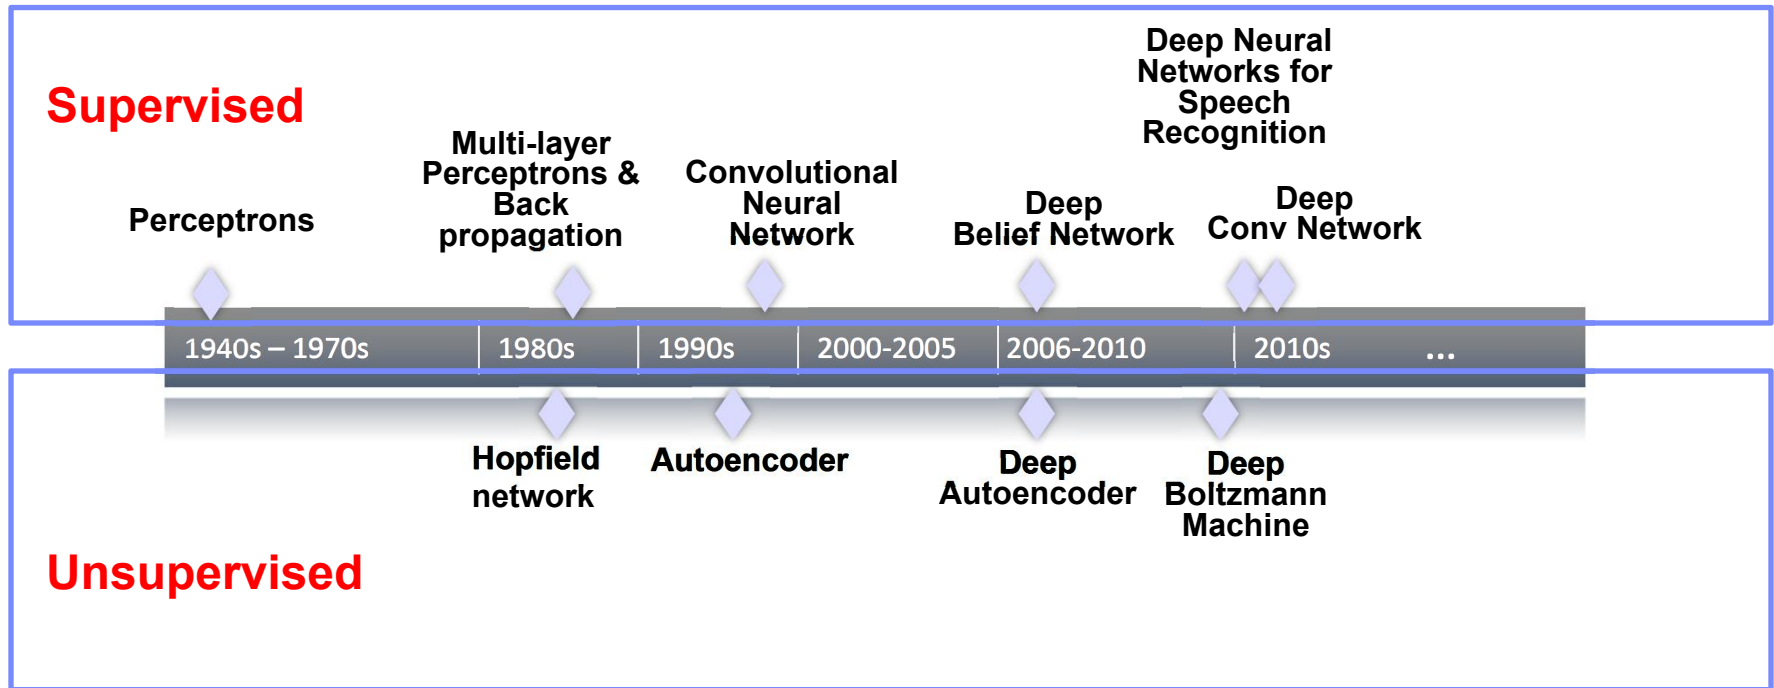 Supervised
Perceptrons
Multi-layer
Perceptrons &
Back
propagation
Convolutional
Neural
Network
Deep
Belief Network
Deep Neural
Networks for
Speech
Recognition
Deep
Conv Network
1940s – 1970s
1980s
1990s
2000-2005
2006-2010
2010s
...
Hopfield
network
Autoencoder
Deep
Autoencoder
Deep
Boltzmann
Machine
Unsupervised